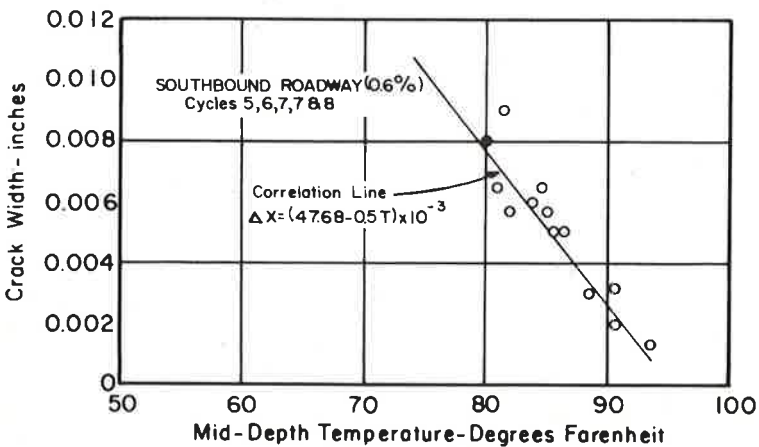 0.012
0.010
0.008
0.006
0.004
0.002
0
Crack Width - inches
SOUTHBOUND ROADWAY (0.6%)
Cycles 5,6,7,7 & 8
Correlation Line
Δ X = (47.68 - 0.5 T) x 10⁻³
50 60 70 80 90 100
Mid-Depth Temperature-Degrees Farenheit